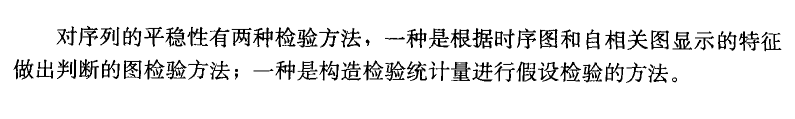 对序列的平稳性有两种检验方法，一种是根据时序图和自相关图显示的特征
做出判断的图检验方法；一种是构造检验统计量进行假设检验的方法。